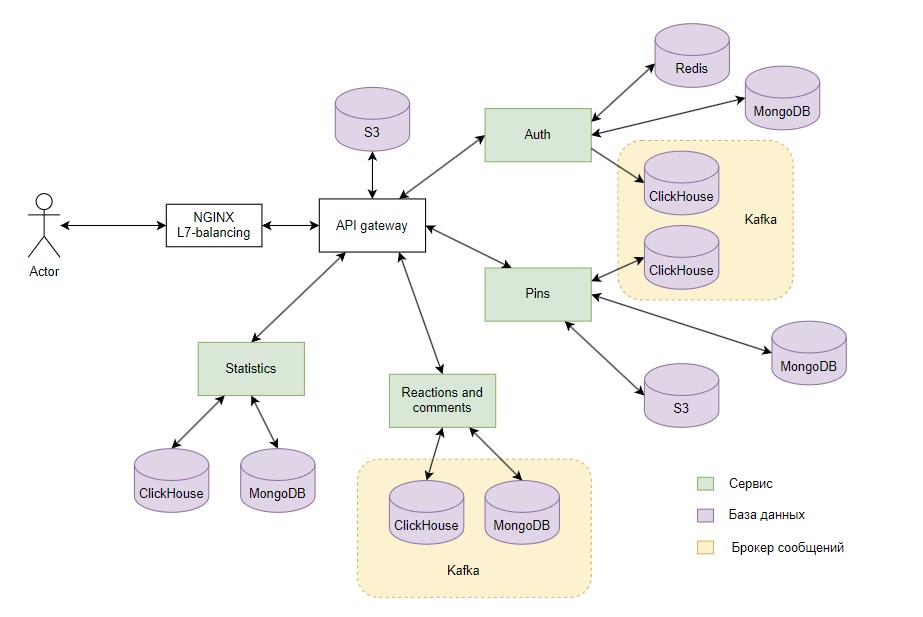 Redis
MongoDB
S3
Auth
ClickHouse
Kafka
NGINX
L7-balancing
API gateway
Actor
ClickHouse
Pins
MongoDB
Statistics
Reactions and
comments
S3
ClickHouse
MongoDB
ClickHouse
MongoDB
Kafka
Сервис
База данных
Брокер сообщений